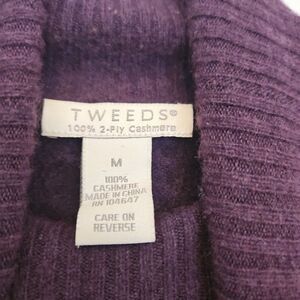 TWEEDS®
100% 2-Ply Cashmere
M
100%
CASHMERE
MADE IN CHINA
RN 104647
CARE ON
REVERSE